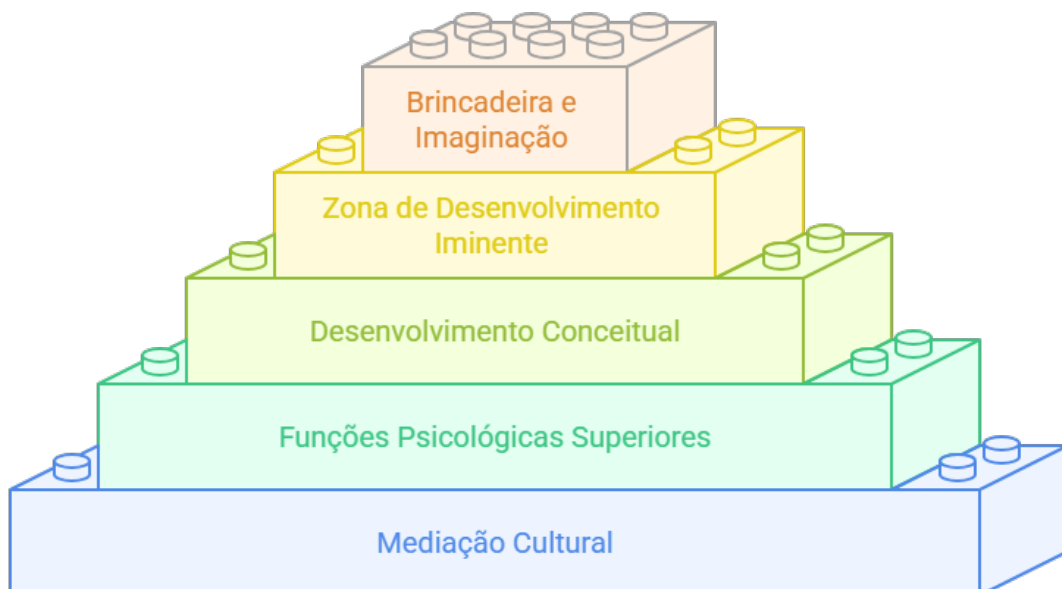 Brincadeira e
Imaginação
Zona de Desenvolvimento
Iminente
Desenvolvimento Conceitual
Funções Psicológicas Superiores
Mediação Cultural